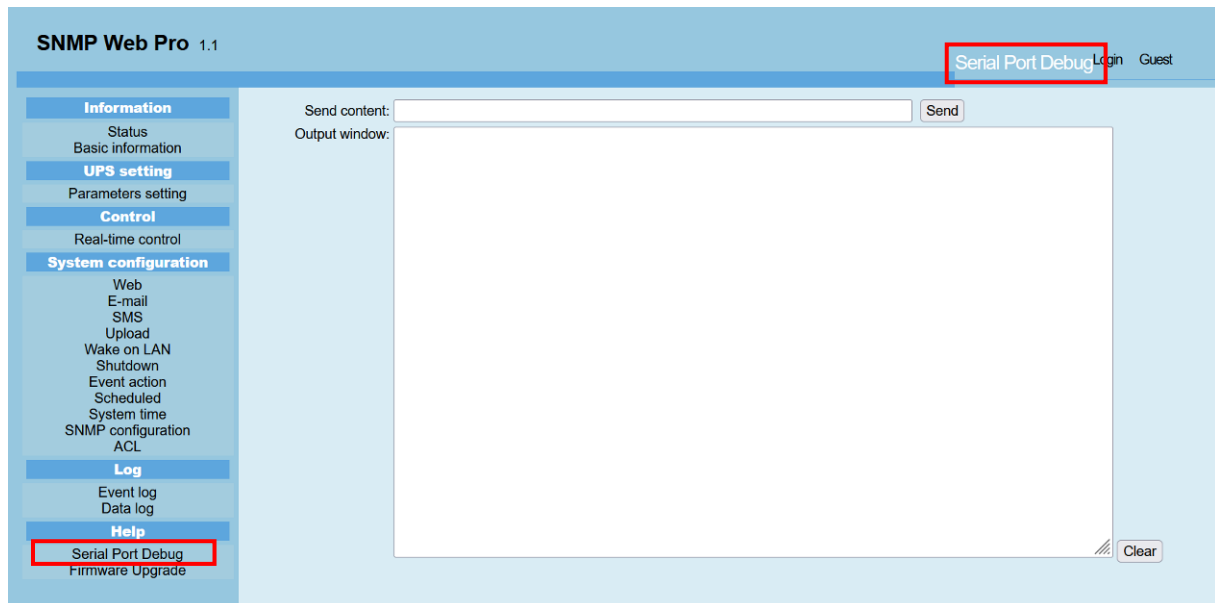 SNMP Web Pro 1.1
Serial Port Debug
Login Guest
Information
Status
Basic information
UPS setting
Parameters setting
Control
Real-time control
System configuration
Web
E-mail
SMS
Upload
Wake on LAN
Shutdown
Event action
Scheduled
System time
SNMP configuration
ACL
Log
Event log
Data log
Help
Serial Port Debug
Firmware Upgrade
Send content: Send
Output window:
Clear